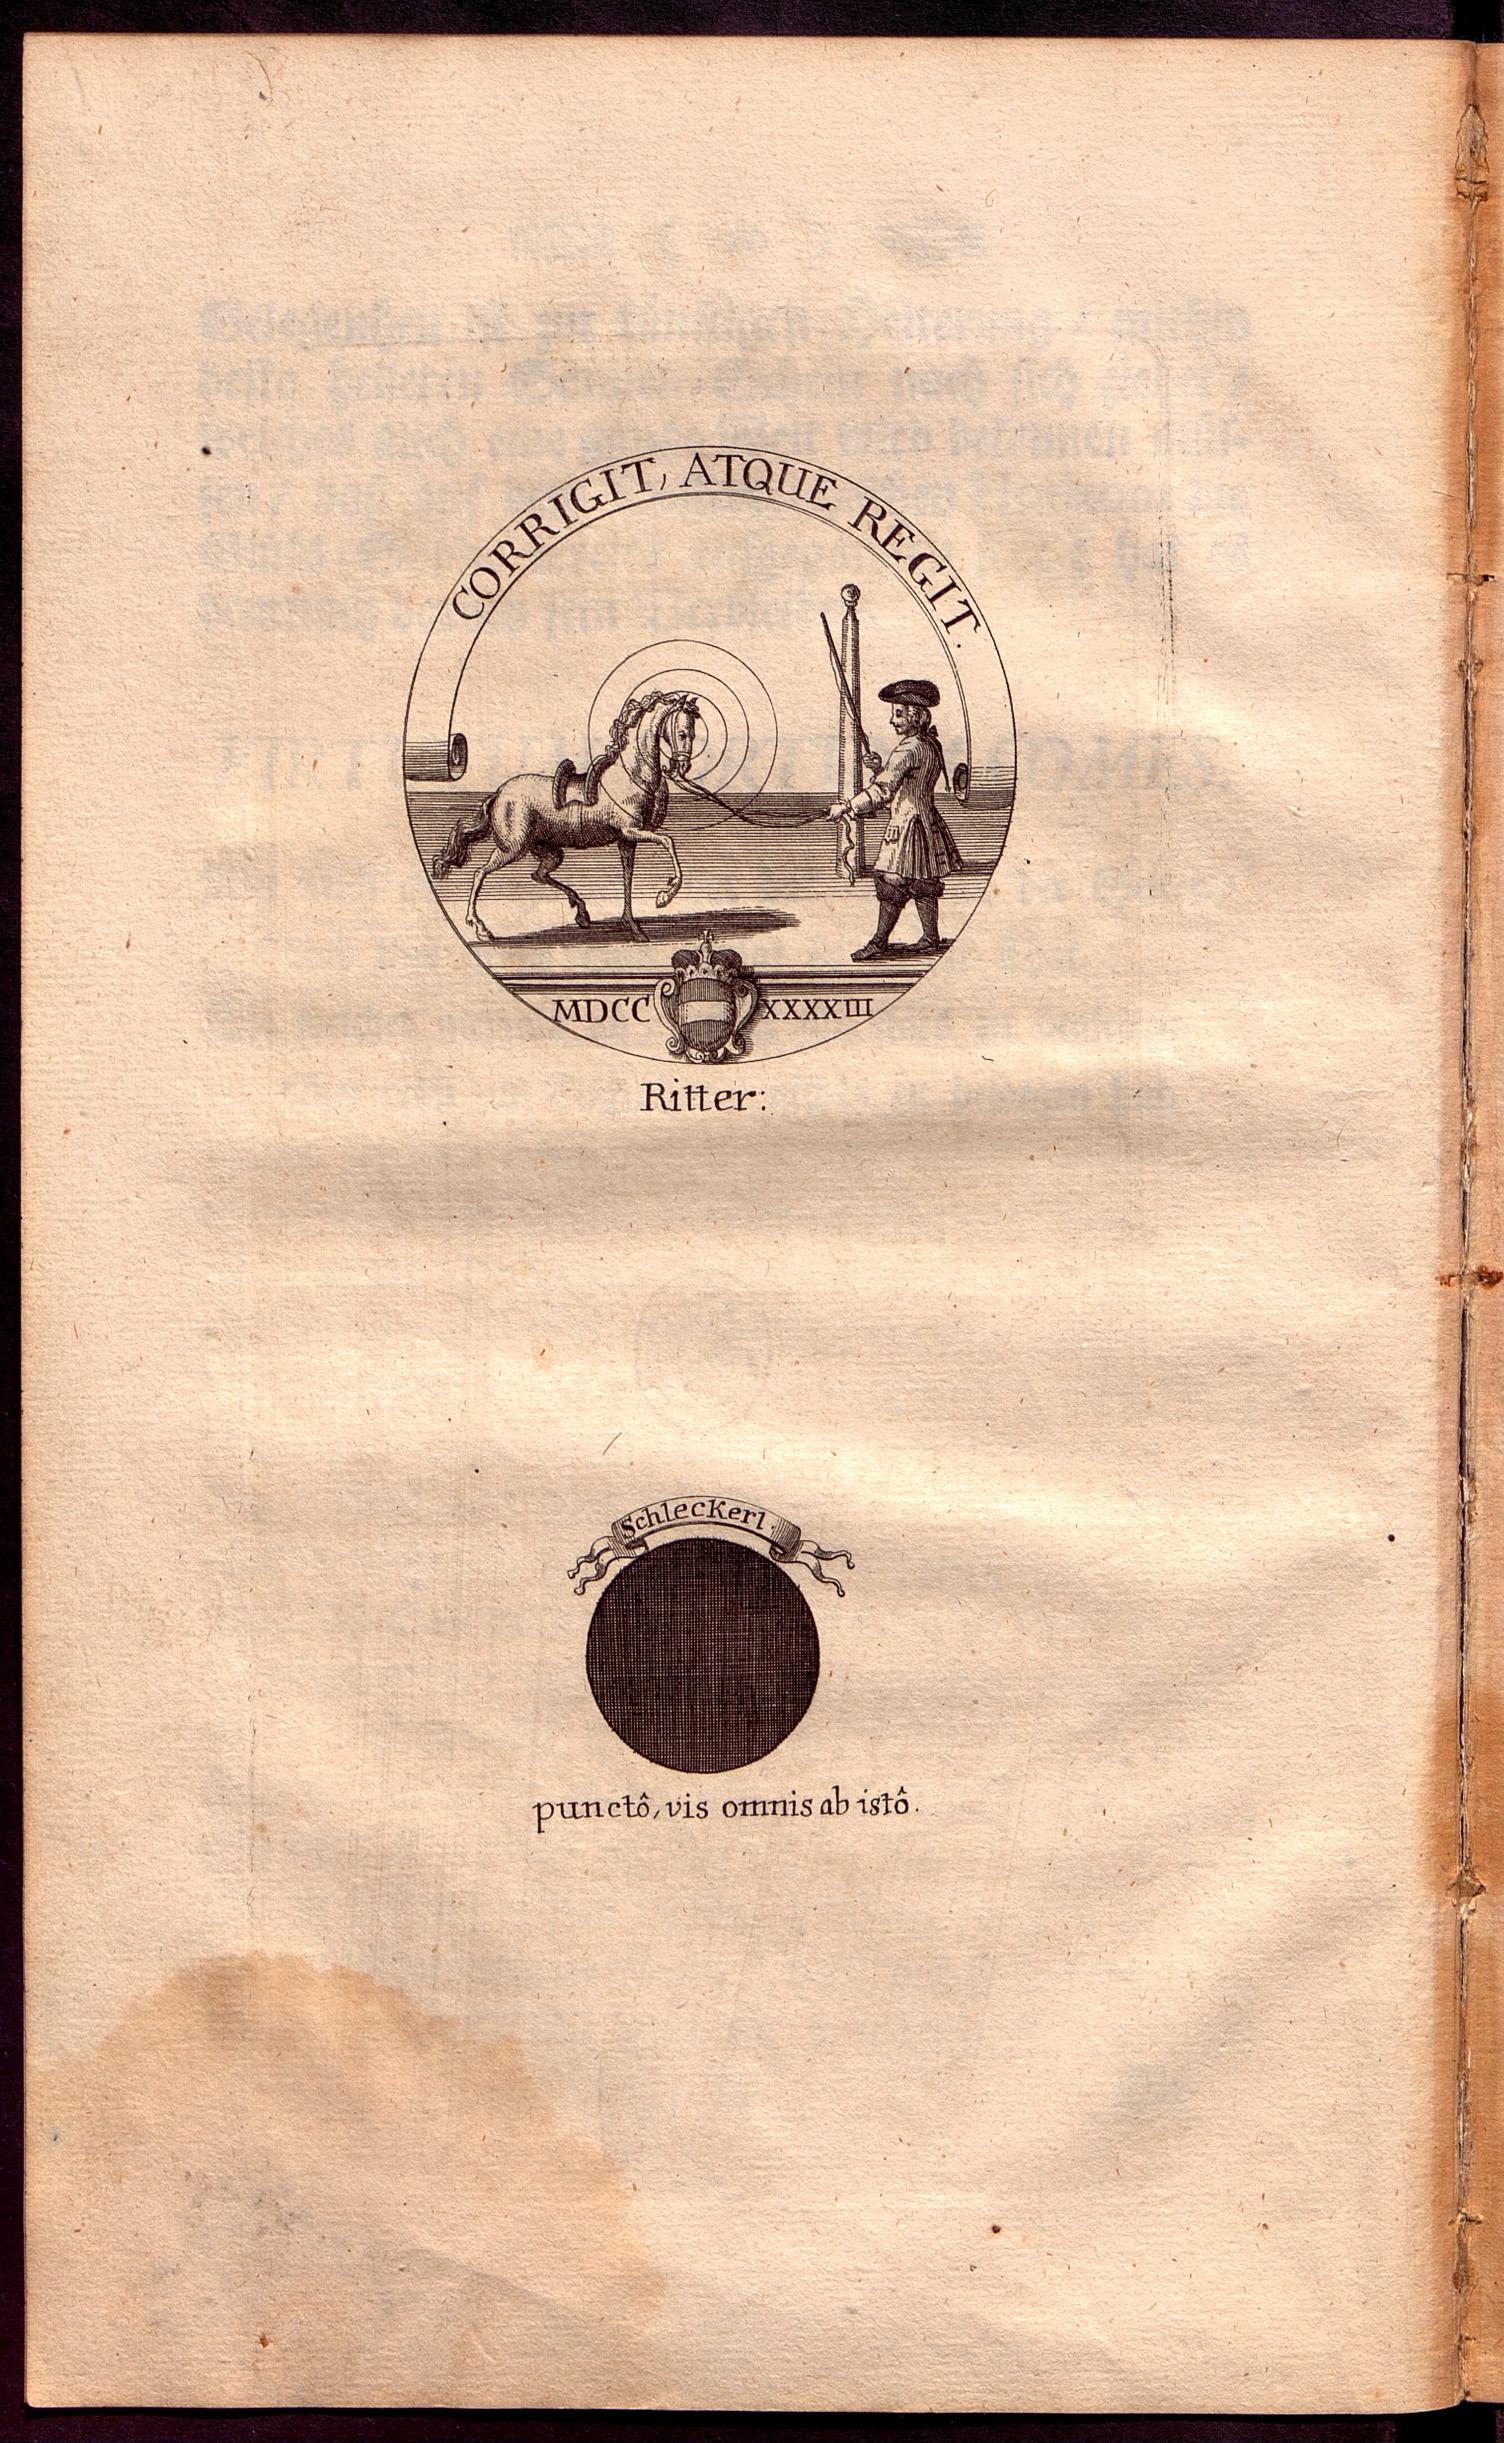 CORRIGIT, ATQUE REGIT.
MDCC XXXXIII
Ritter:
Schleckerl.
punctô, vis omnis ab istô.